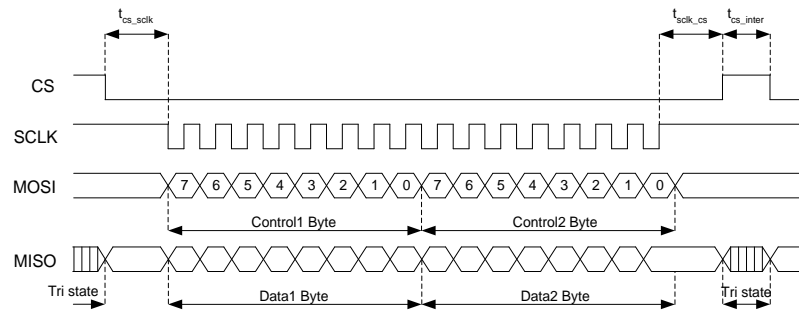 tcs_sclk tsclk_cs tcs_inter
CS
SCLK
MOSI 7 6 5 4 3 2 1 0 7 6 5 4 3 2 1 0
Control1 Byte Control2 Byte
MISO
Tri state Data1 Byte Data2 Byte Tri state